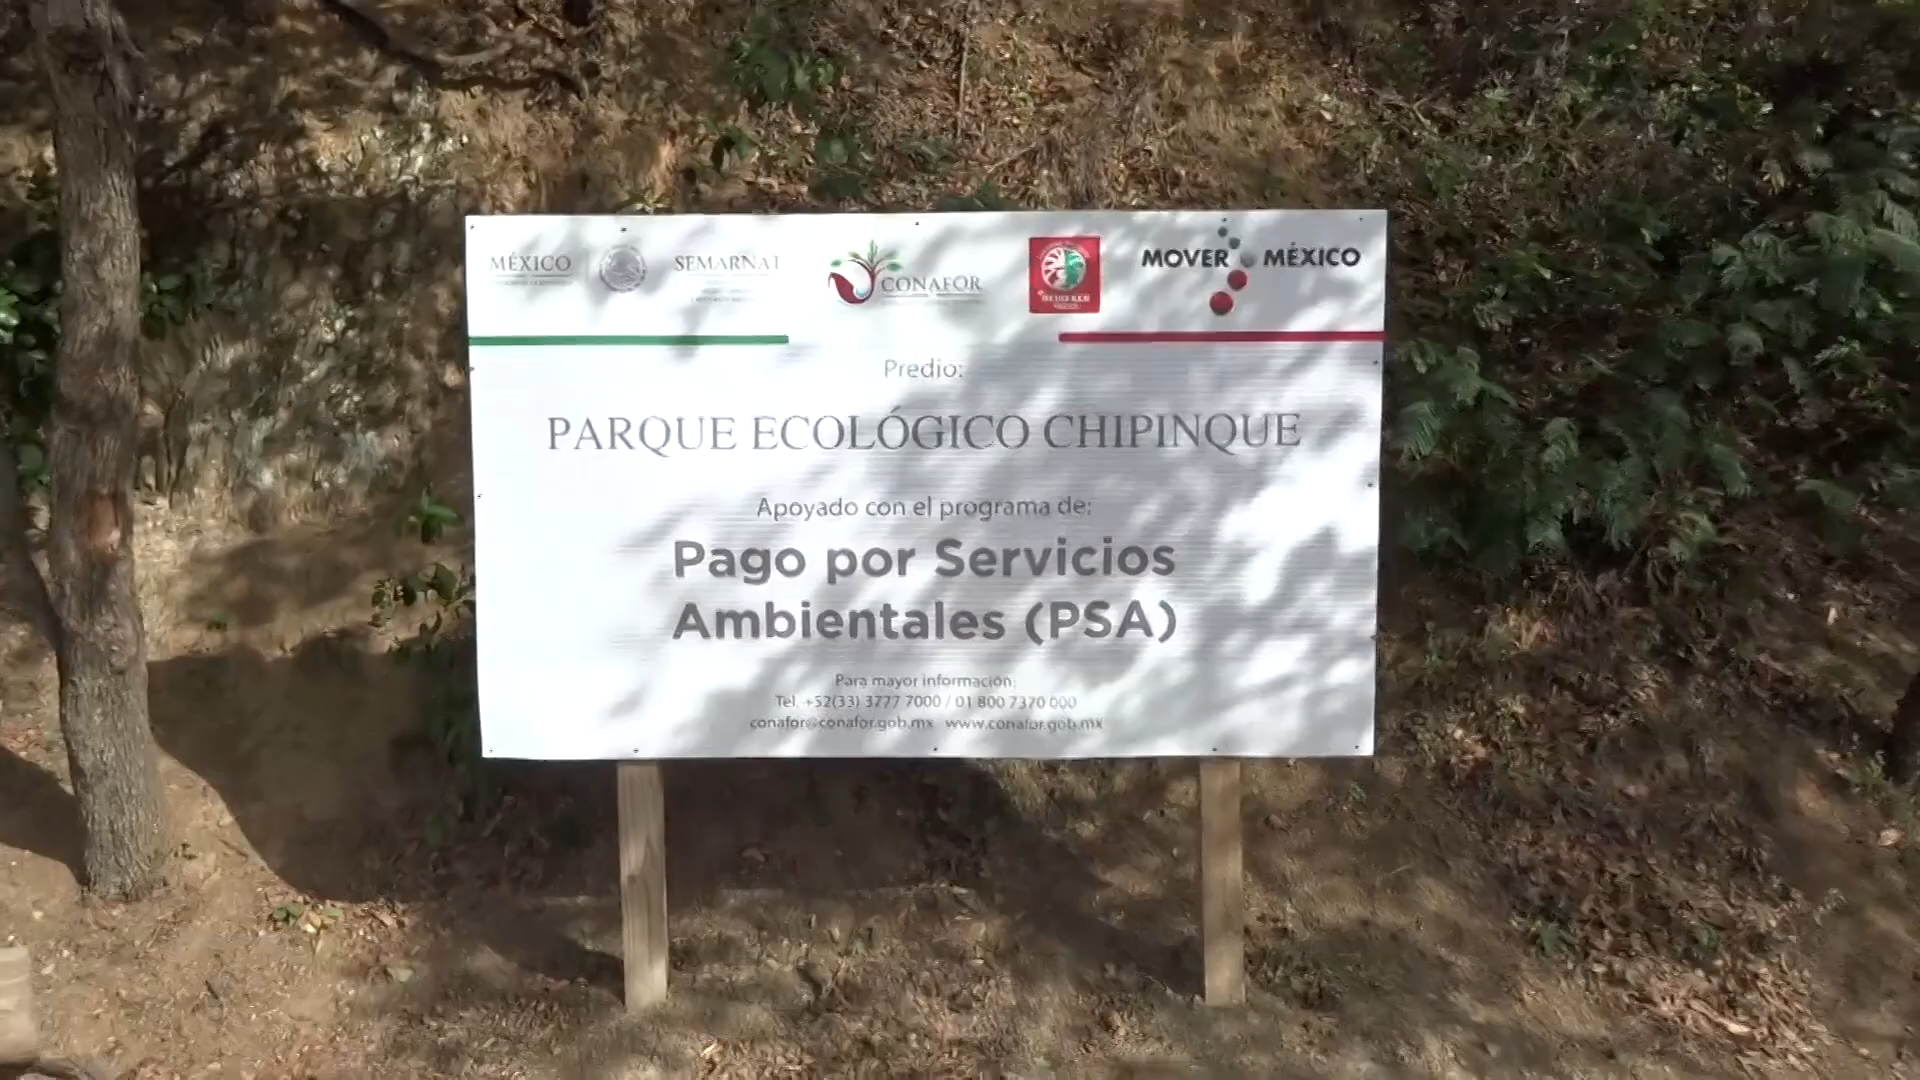 MÉXICO
SEMARNAT
CONAFOR
MOVER MÉXICO
Predio:
PARQUE ECOLÓGICO CHIPINQUE
Apoyado con el programa de:
Pago por Servicios
Ambientales (PSA)
Para mayor información:
Tel. +52(33) 3777 7000 / 01 800 7370 000
conafor@conafor.gob.mx www.conafor.gob.mx